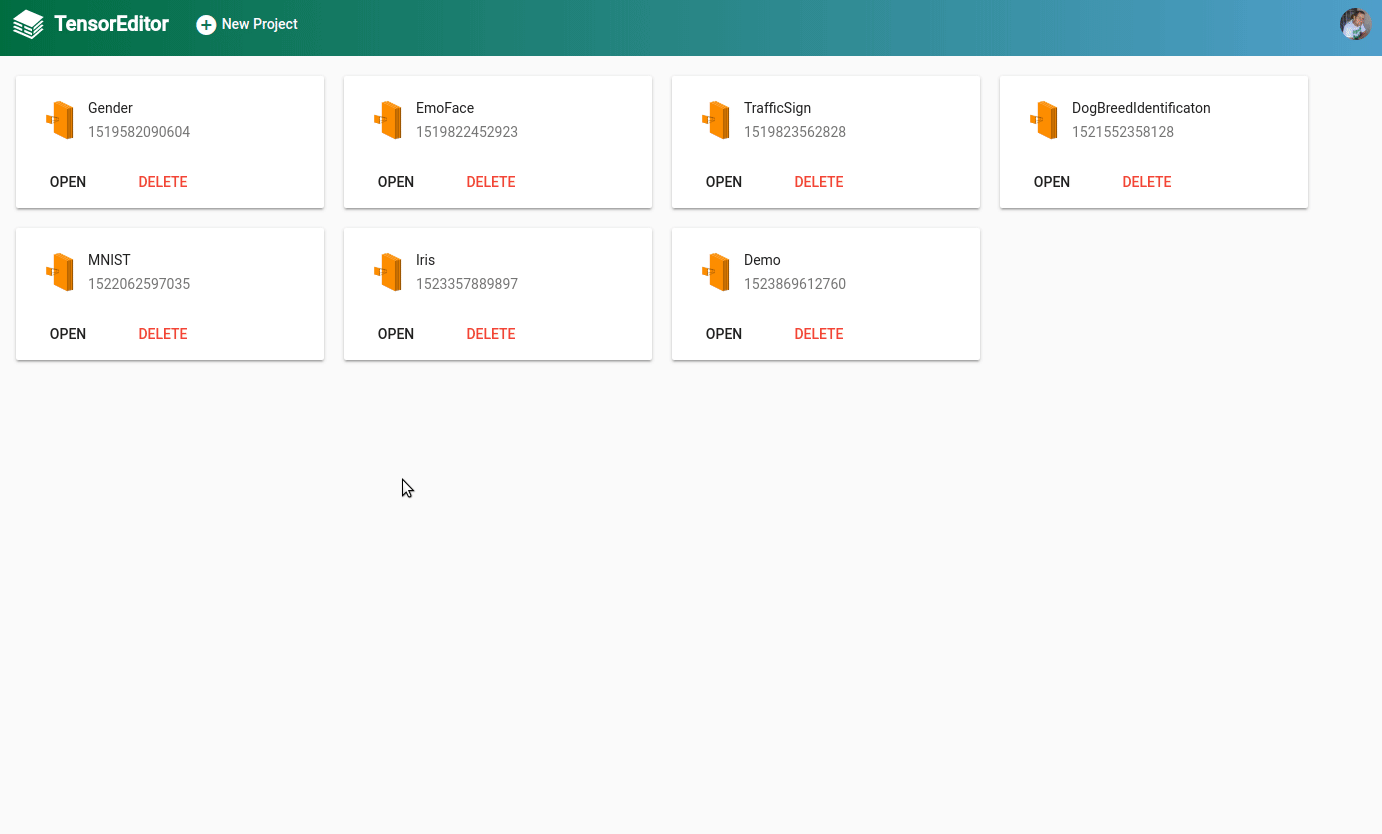 TensorEditor
New Project
Gender
1519582090604
OPEN DELETE
EmoFace
1519822452923
OPEN DELETE
TrafficSign
1519823562828
OPEN DELETE
DogBreedIdentificaton
1521552358128
OPEN DELETE
MNIST
1522062597035
OPEN DELETE
Iris
1523357889897
OPEN DELETE
Demo
1523869612760
OPEN DELETE